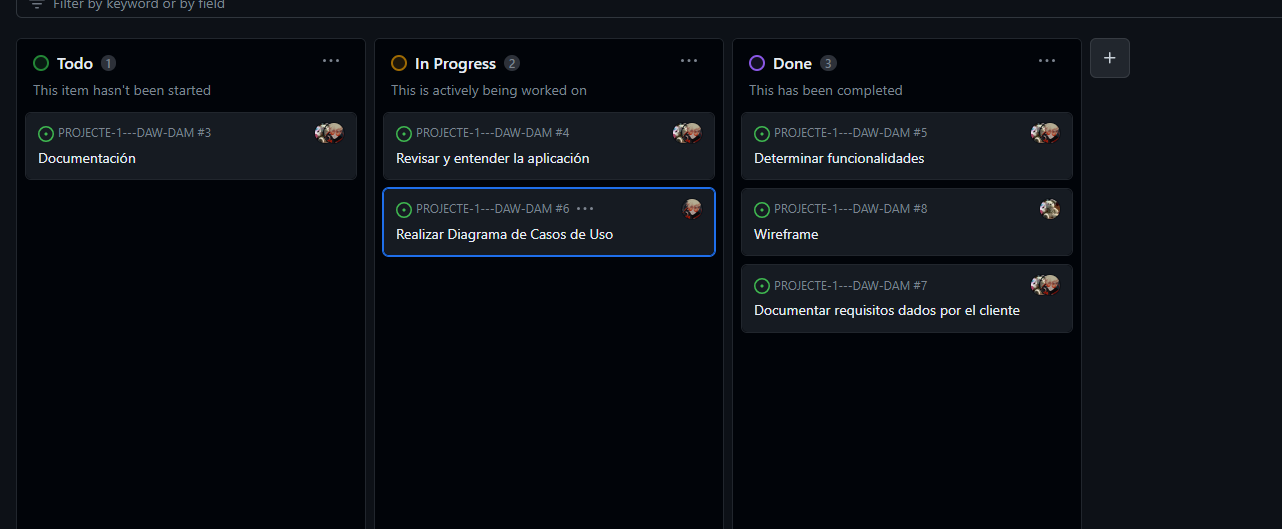 Filter by keyword or by field
Todo 1
This item hasn't been started
PROJECTE-1---DAW-DAM #3
Documentación
In Progress 2
This is actively being worked on
PROJECTE-1---DAW-DAM #4
Revisar y entender la aplicación
PROJECTE-1---DAW-DAM #6
Realizar Diagrama de Casos de Uso
Done 3
This has been completed
PROJECTE-1---DAW-DAM #5
Determinar funcionalidades
PROJECTE-1---DAW-DAM #8
Wireframe
PROJECTE-1---DAW-DAM #7
Documentar requisitos dados por el cliente